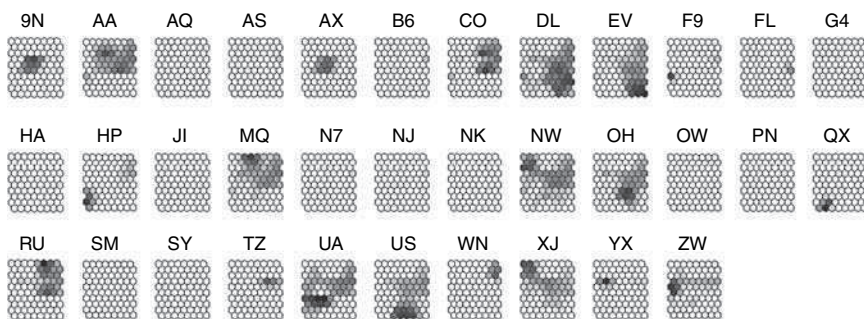 9N AA AQ AS AX B6 CO DL EV F9 FL G4
HA HP JI MQ N7 NJ NK NW OH OW PN QX
RU SM SY TZ UA US WN XJ YX ZW